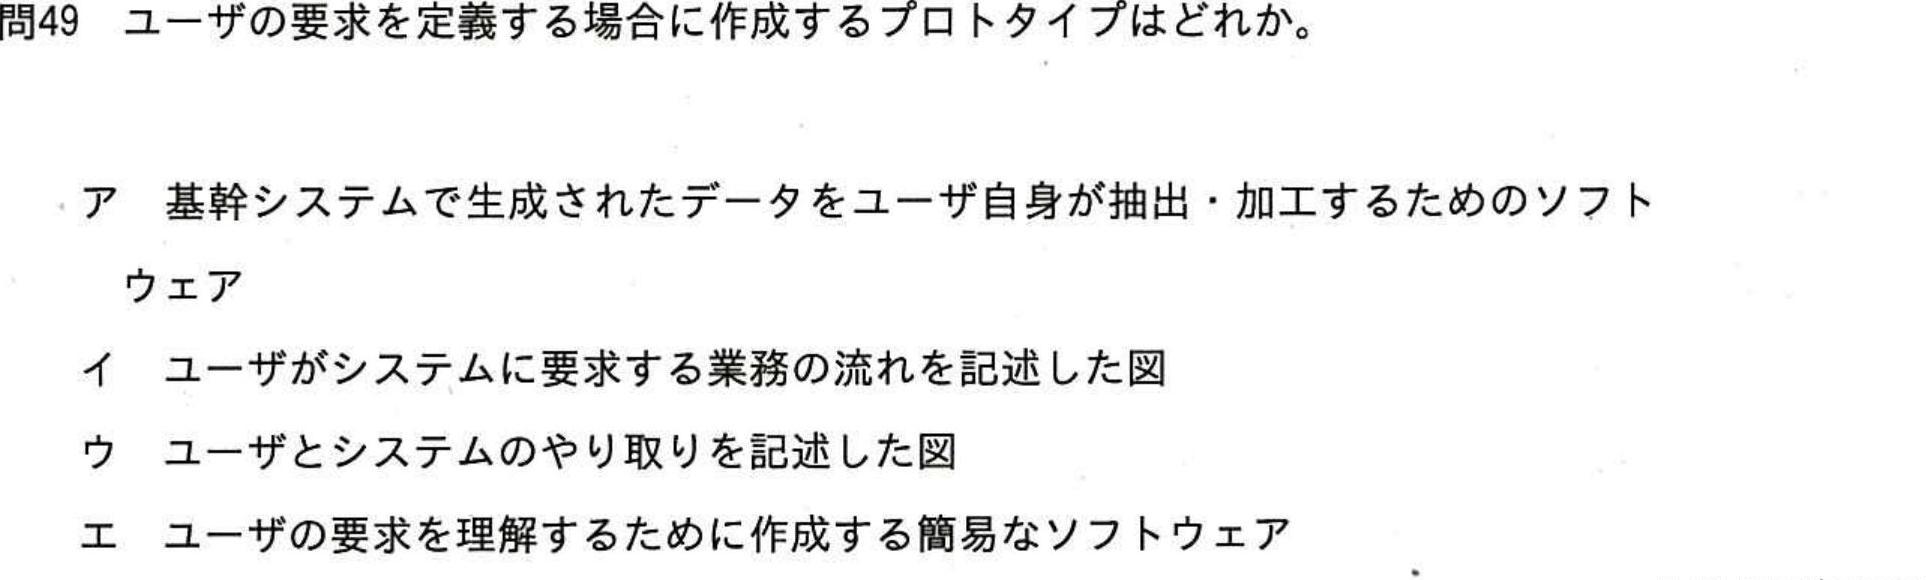 問49　ユーザの要求を定義する場合に作成するプロトタイプはどれか。
ア　基幹システムで生成されたデータをユーザ自身が抽出・加工するためのソフト
ウェア
イ　ユーザがシステムに要求する業務の流れを記述した図
ウ　ユーザとシステムのやり取りを記述した図
エ　ユーザの要求を理解するために作成する簡易なソフトウェア